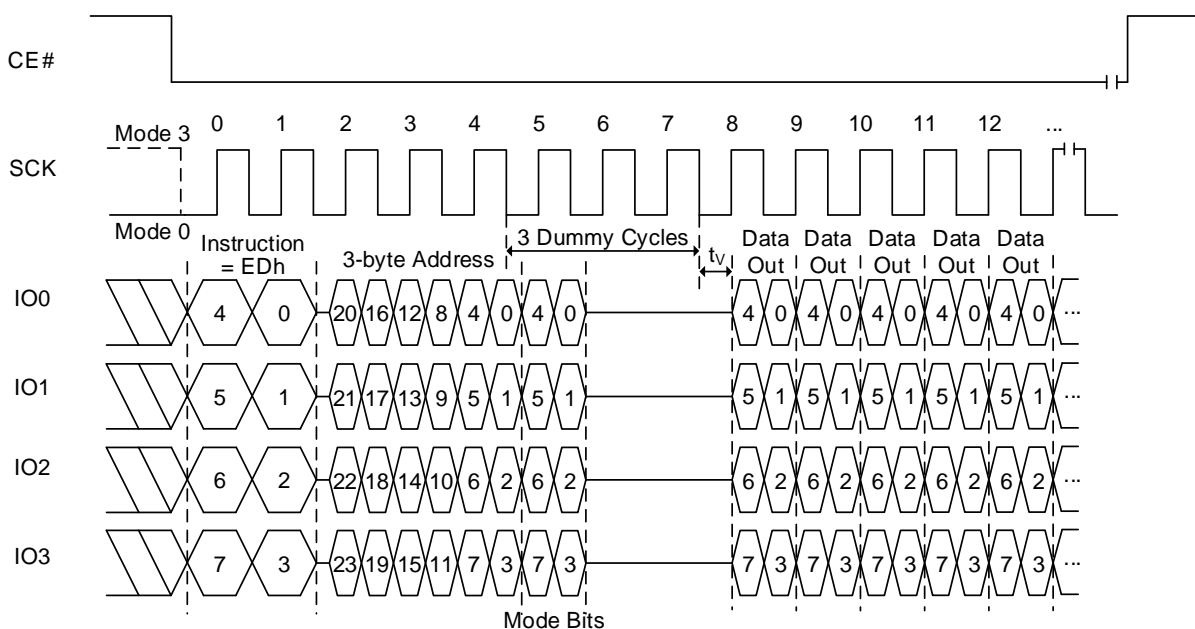 CE#
0 1 2 3 4 5 6 7 8 9 10 11 12 ...
Mode 3
SCK
Mode 0
Instruction
= EDh
3-byte Address
3 Dummy Cycles
tV
Data
Out
Data
Out
Data
Out
Data
Out
Data
Out
IO0 4 0 20 16 12 8 4 0 4 0 4 0 4 0 4 0 4 0 4 0 ...
IO1 5 1 21 17 13 9 5 1 5 1 5 1 5 1 5 1 5 1 5 1 ...
IO2 6 2 22 18 14 10 6 2 6 2 6 2 6 2 6 2 6 2 6 2 ...
IO3 7 3 23 19 15 11 7 3 7 3 7 3 7 3 7 3 7 3 7 3 ...
Mode Bits